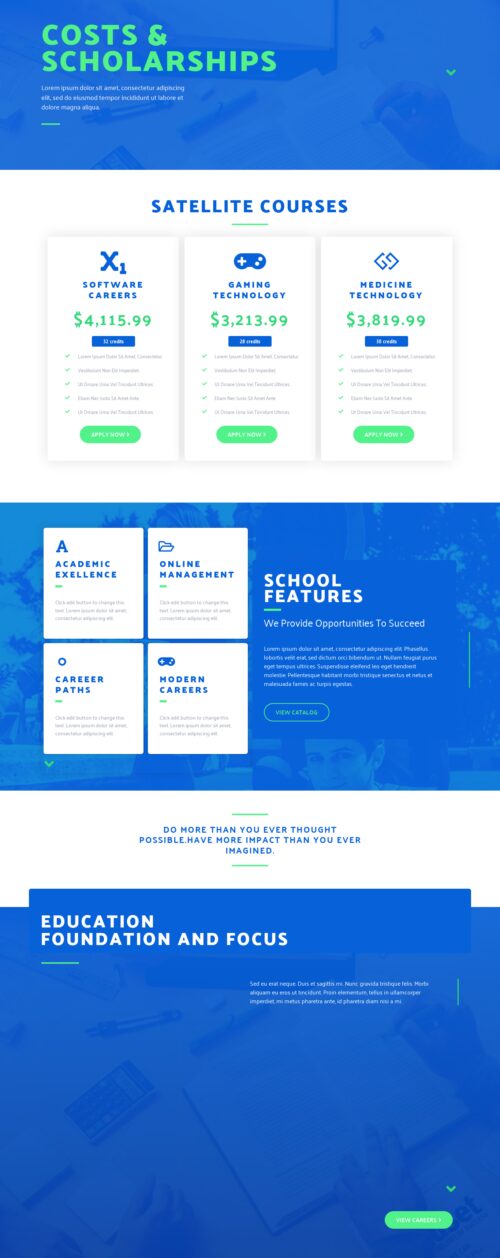 COSTS &
SCHOLARSHIPS
Lorem ipsum dolor sit amet, consectetur adipiscing
elit, sed do eiusmod tempor incididunt ut labore et
dolore magna aliqua.
SATELLITE COURSES
X1
SOFTWARE
CAREERS
$4,115.99
32 credits
Lorem Ipsum Dolor Sit Amet, Consectetur
Vestibulum Non Elit Imperdiet
Ut Ornare Urna Vel Tincidunt Ultrices
Etiam Nec Justo Sit Amet Ante
Ut Ornare Urna Vel Tincidunt Ultrices
APPLY NOW >
GAMING
TECHNOLOGY
$3,213.99
28 credits
Lorem Ipsum Dolor Sit Amet, Consectetur
Vestibulum Non Elit Imperdiet
Ut Ornare Urna Vel Tincidunt Ultrices
Etiam Nec Justo Sit Amet Ante
Ut Ornare Urna Vel Tincidunt Ultrices
APPLY NOW >
MEDICINE
TECHNOLOGY
$3,819.99
38 credits
Lorem Ipsum Dolor Sit Amet, Consectetur
Vestibulum Non Elit Imperdiet
Ut Ornare Urna Vel Tincidunt Ultrices
Etiam Nec Justo Sit Amet Ante
Ut Ornare Urna Vel Tincidunt Ultrices
APPLY NOW >
A
ACADEMIC
EXELLENCE
Click edit button to change this
text. Lorem ipsum dolor sit amet,
consectetur adipiscing elit
ONLINE
MANAGEMENT
Click edit button to change this
text. Lorem ipsum dolor sit amet,
consectetur adipiscing elit
CAREEER
PATHS
Click edit button to change this
text. Lorem ipsum dolor sit amet,
consectetur adipiscing elit
MODERN
CAREERS
Click edit button to change this
text. Lorem ipsum dolor sit amet,
consectetur adipiscing elit
SCHOOL
FEATURES
We Provide Opportunities To Succeed
Lorem ipsum dolor sit amet, consectetur adipiscing elit. Phasellus
lobortis velit erat, sed dictum orci bibendum ut. Nullam feugiat purus
eget tempus ultrices. Suspendisse eleifend leo eget hendrerit
molestie. Pellentesque habitant morbi tristique senectus et netus et
malesuada fames ac turpis egestas.
VIEW CATALOG
DO MORE THAN YOU EVER THOUGHT
POSSIBLE.HAVE MORE IMPACT THAN YOU EVER
IMAGINED.
EDUCATION
FOUNDATION AND FOCUS
Sed eu erat neque. Duis et sagittis mi. Nunc gravida tristique felis. Morbi
aliquam eu eros ut tincidunt. Proin elementum, tellus in ullamcorper
imperdiet, mi metus pharetra ante, id pharetra diam nisi a mi.
VIEW CAREERS >